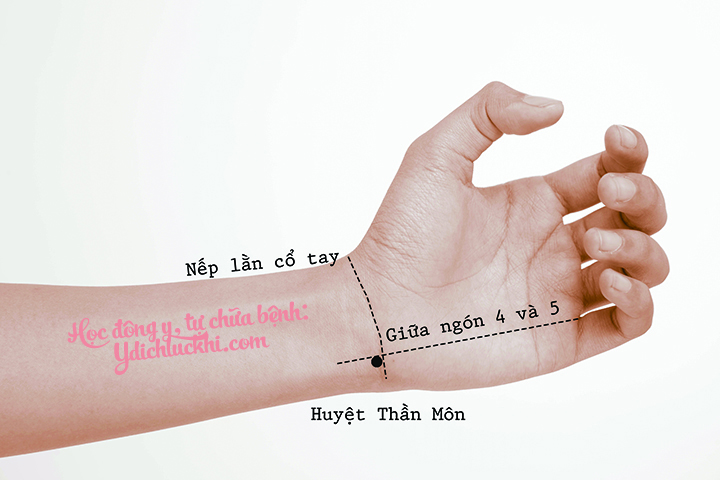 Nếp lằn cổ tay
Học đông y, tự chữa bệnh:
Ydichluckhi.com
Giữa ngón 4 và 5
Huyệt Thần Môn